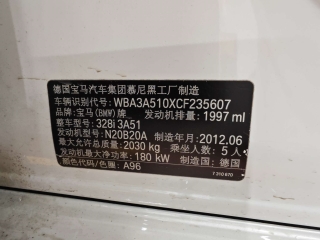 德国宝马汽车集团慕尼黑工厂制造
车辆识别代号: WBA3A510XCF235607
品牌: 宝马(BMW)牌 发动机排量: 1997 ml
整车型号: 328i 3A51
发动机型号: N20B20A 制造年月: 2012.06
最大允许总质量: 2030 kg 乘坐人数: 5 人
最大净功率: 180 kW 制造国: 德国
颜色代码/色圈: A96